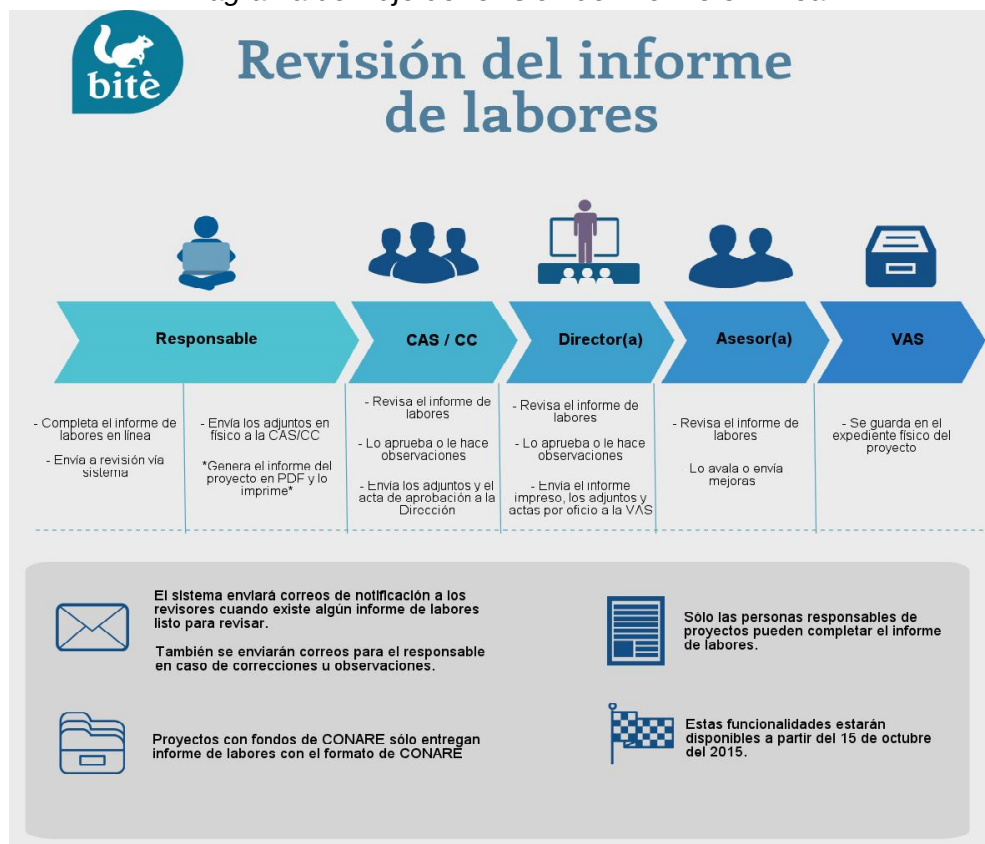 bitè
Revisión del informe
de labores
Responsable
CAS / CC
Director(a)
Asesor(a)
VAS
- Completa el informe de
labores en línea
- Envía a revisión vía
sistema
- Envía los adjuntos en
físico a la CAS/CC
*Genera el informe del
proyecto en PDF y lo
imprime*
- Revisa el informe de
labores
- Lo aprueba o le hace
observaciones
- Envía los adjuntos y el
acta de aprobación a la
Dirección
- Revisa el informe de
labores
- Lo aprueba o le hace
observaciones
- Envia el informe
impreso, los adjuntos y
actas por oficio a la VAS
- Revisa el informe de
labores
Lo avala o envía
mejoras
- Se guarda en el
expediente físico del
proyecto
El sistema enviará correos de notificación a los
revisores cuando existe algún informe de labores
listo para revisar.
También se enviarán correos para el responsable
en caso de correcciones u observaciones.
Sólo las personas responsables de
proyectos pueden completar el informe
de labores.
Proyectos con fondos de CONARE sólo entregan
informe de labores con el formato de CONARE
Estas funcionalidades estarán
disponibles a partir del 15 de octubre
del 2015.